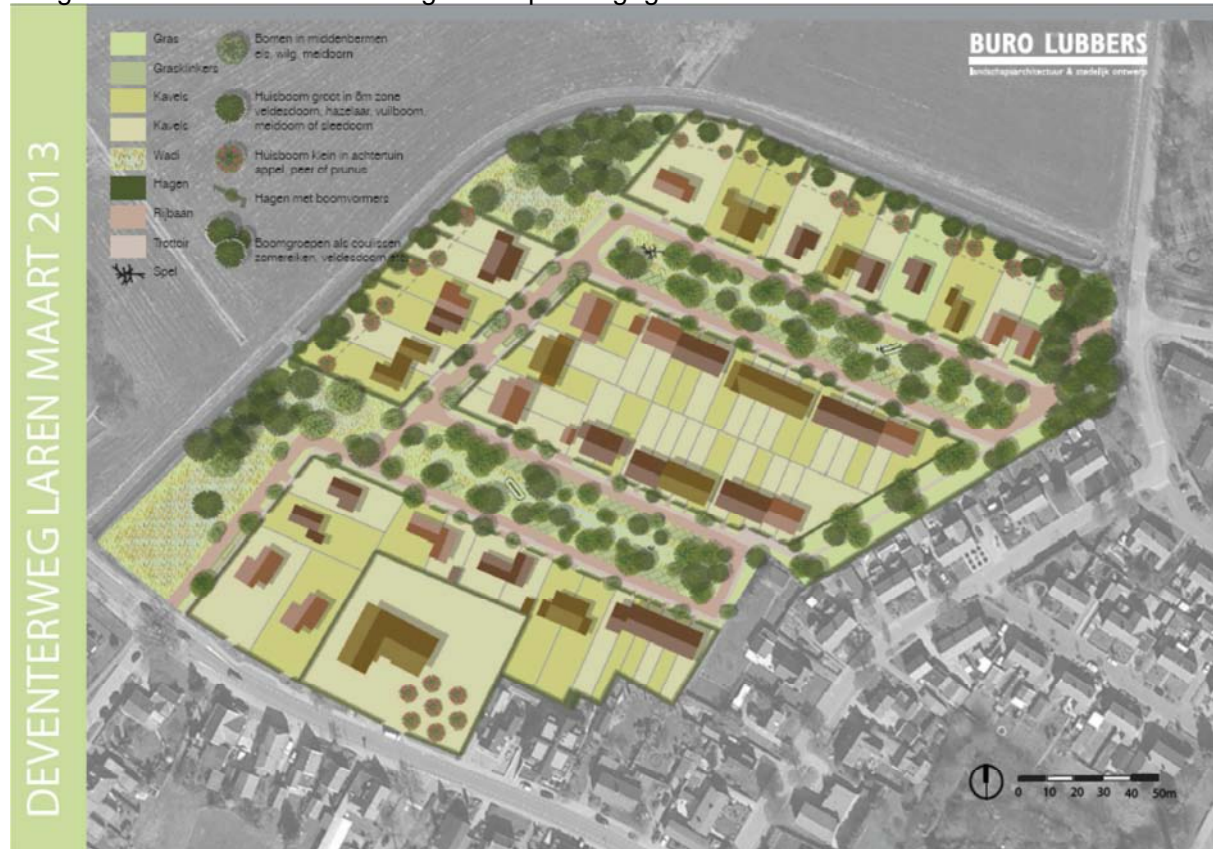 DEVENTERWEG LAREN MAART 2013
Gras
Grasklinkers
Kavels
Kavels
Wadi
Hagen
Rijbaan
Trottoir
Spel
Bomen in middenbermen
els, wilg, meidoorn
Huisboom groot in 6m zone
veldesdoorn, hazelaar, vuilboom,
meidoorn of sleedoorn
Huisboom klein in achtertuin
appel, peer of prunus
Hagen met boomvormers
Boomgroepen als coulissen
zomereiken, veldesdoorn
BURO LUBBERS
landschapsarchitectuur & stedelijk ontwerp
0 10 20 30 40 50m